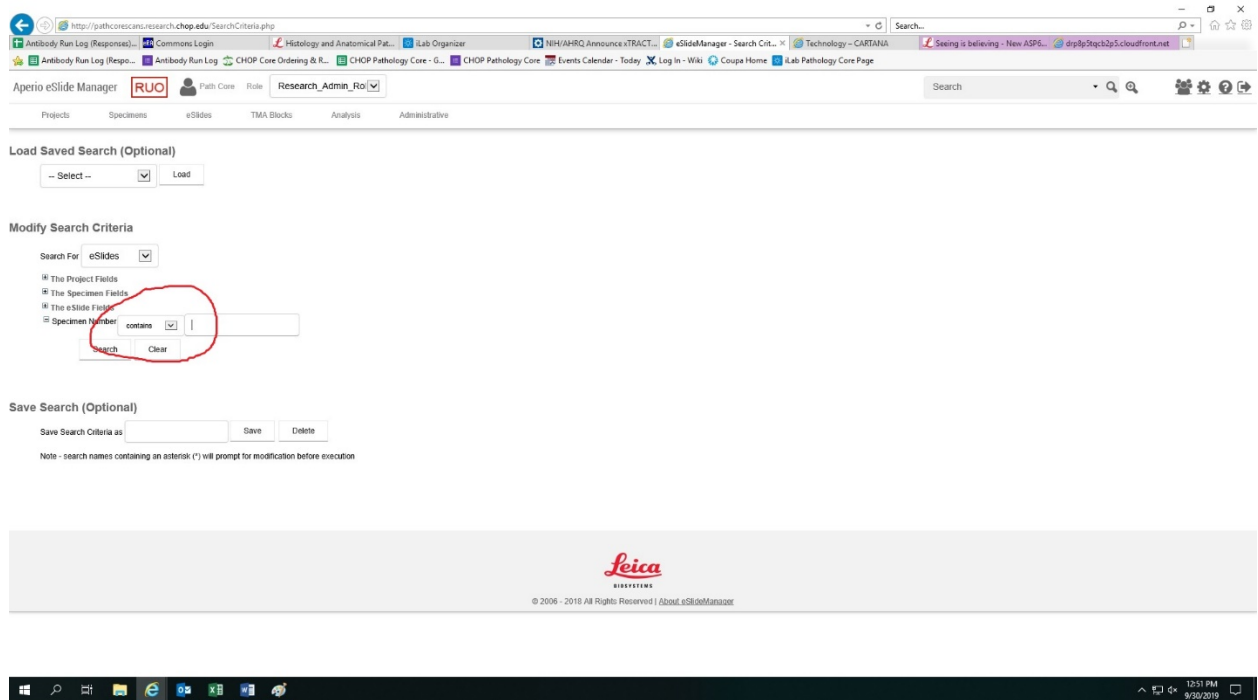 http://pathcorescans.research.chop.edu/SearchCriteria.php
Search...
Antibody Run Log (Responses)...
Commons Login
Histology and Anatomical Pat...
iLab Organizer
NIH/AHRQ Announce xTRACT...
eSlideManager - Search Crit...
Technology – CARTANA
Seeing is believing - New ASP6...
drp8p5tqcb2p5.cloudfront.net
Antibody Run Log (Respo...
Antibody Run Log
CHOP Core Ordering & R...
CHOP Pathology Core - G...
CHOP Pathology Core
Events Calendar - Today
Log In - Wiki
Coupa Home
iLab Pathology Core Page
Aperio eSlide Manager
RUO
Path Core
Role
Research_Admin_Rol
Search
Projects
Specimens
eSlides
TMA Blocks
Analysis
Administrative
Load Saved Search (Optional)
-- Select --
Load
Modify Search Criteria
Search For
eSlides
The Project Fields
The Specimen Fields
The eSlide Fields
Specimen Number
contains
Search
Clear
Save Search (Optional)
Save Search Criteria as
Save
Delete
Note - search names containing an asterisk (*) will prompt for modification before execution
Leica
BIOSYSTEMS
© 2006 - 2018 All Rights Reserved | About eSlideManager
12:51 PM
9/30/2019